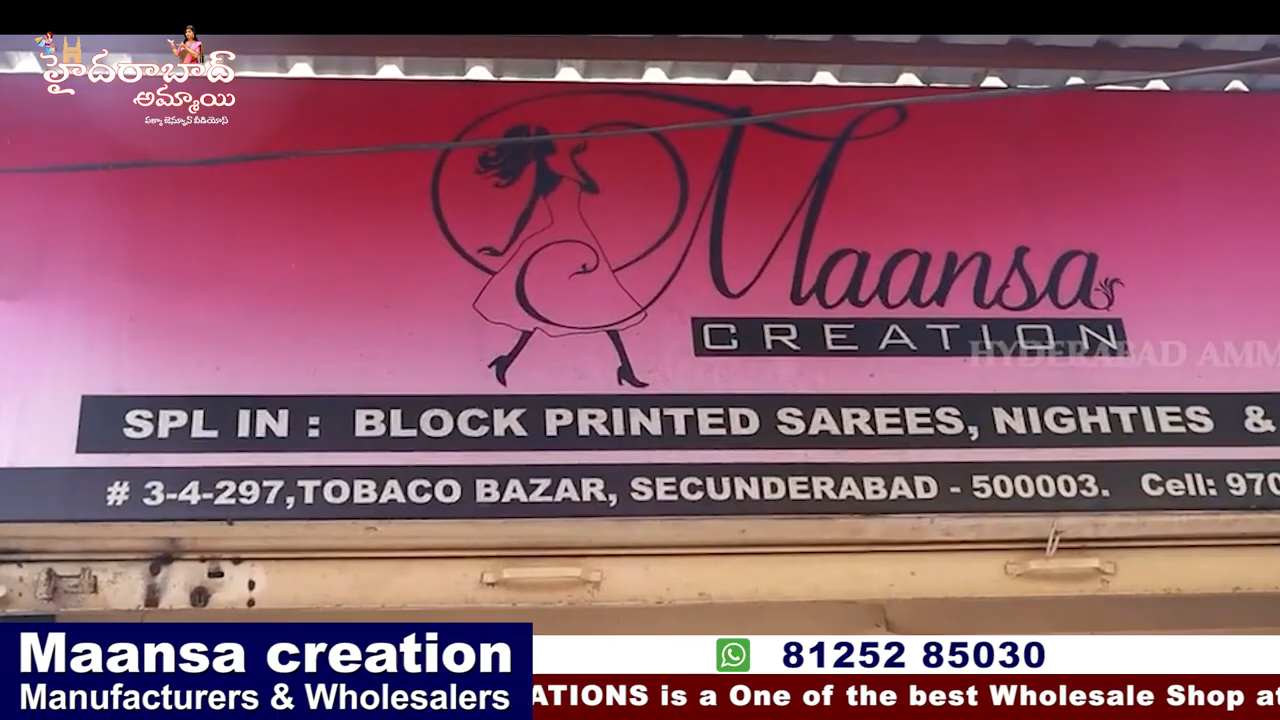 హైదరాబాద్
అమ్మాయి
పక్కా జెన్యూన్ వీడియోస్
Maansa
CREATION
HYDERABAD AMM
SPL IN : BLOCK PRINTED SAREES, NIGHTIES &
# 3-4-297,TOBACO BAZAR, SECUNDERABAD - 500003. Cell: 970
Maansa creation
Manufacturers & Wholesalers
81252 85030
ATIONS is a One of the best Wholesale Shop at